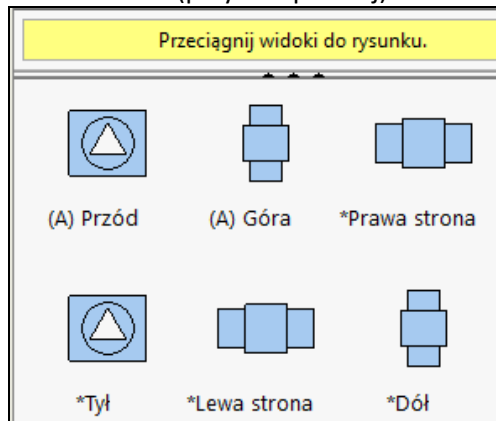 Przeciągnij widoki do rysunku.
(A) Przód (A) Góra *Prawa strona
*Tył *Lewa strona *Dół